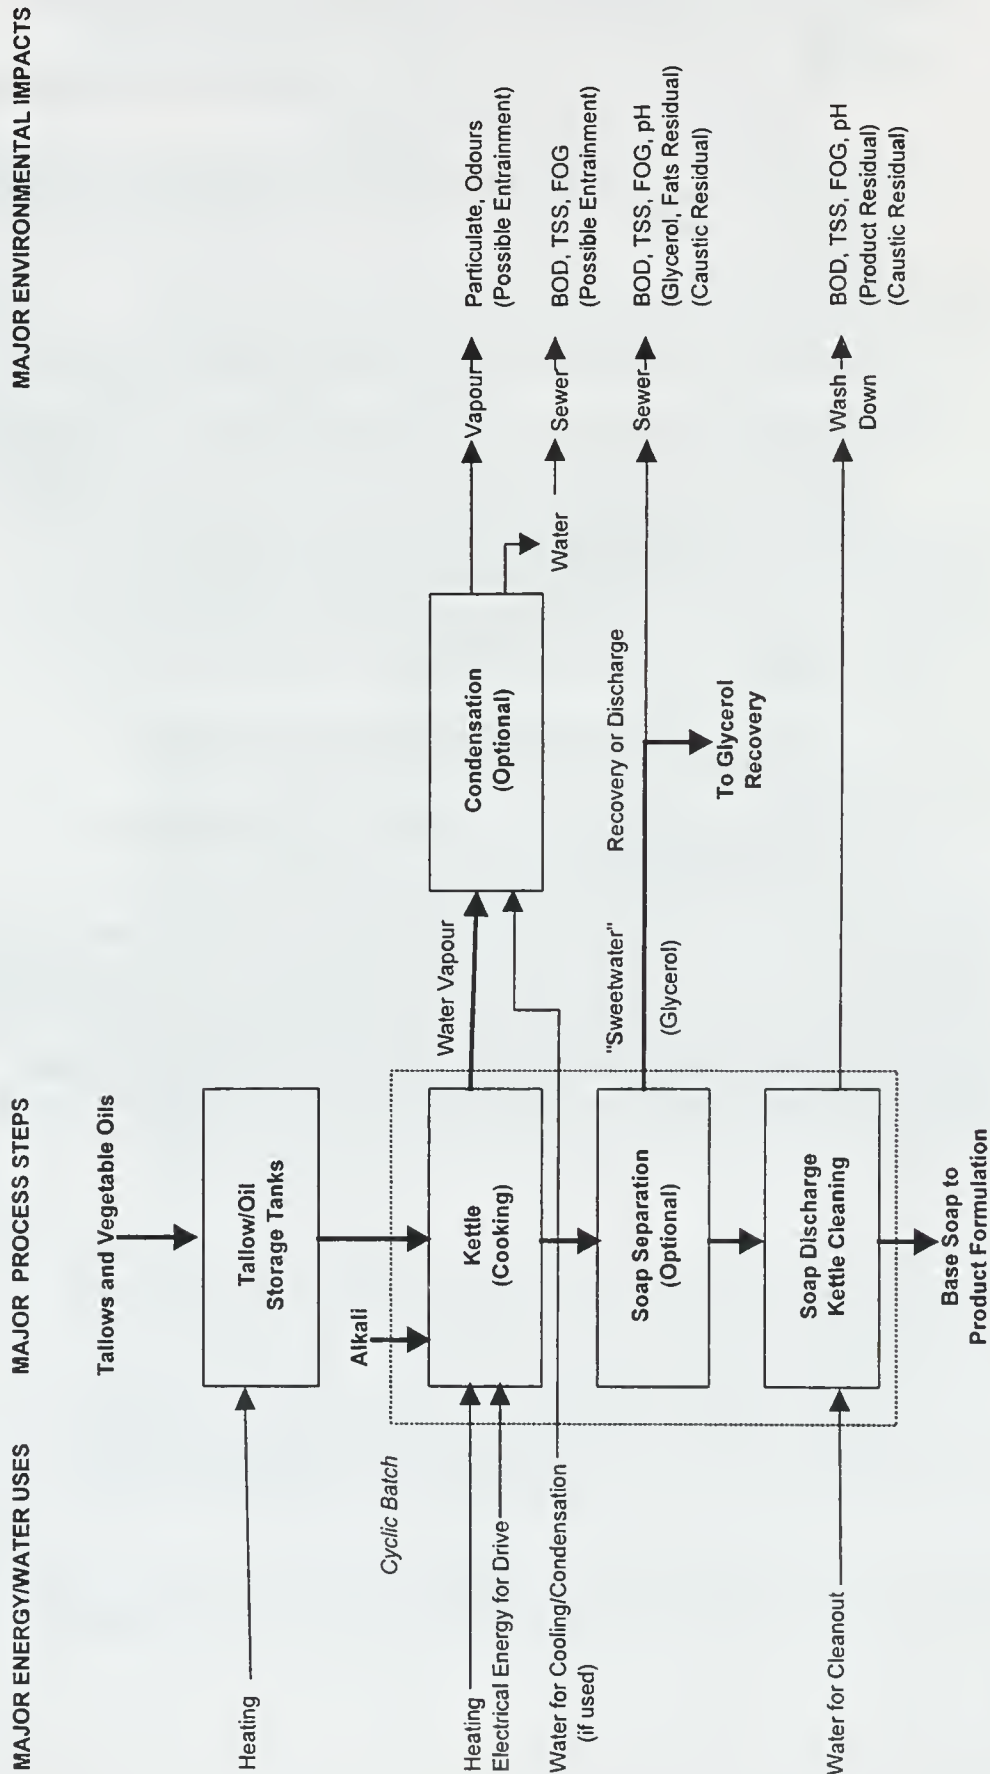 MAJOR ENERGY/WATER USES
MAJOR PROCESS STEPS
MAJOR ENVIRONMENTAL IMPACTS
Tallows and Vegetable Oils
Heating
Tallow/Oil
Storage Tanks
Cyclic Batch
Alkali
Heating
Electrical Energy for Drive
Kettle
(Cooking)
Water Vapour
Condensation
(Optional)
Vapour
Particulate, Odours
(Possible Entrainment)
Water for Cooling/Condensation
(if used)
Water
Sewer
BOD, TSS, FOG
(Possible Entrainment)
Soap Separation
(Optional)
"Sweetwater"
(Glycerol)
Recovery or Discharge
To Glycerol
Recovery
Sewer
BOD, TSS, FOG, pH
(Glycerol, Fats Residual)
(Caustic Residual)
Water for Cleanout
Soap Discharge
Kettle Cleaning
Wash
Down
BOD, TSS, FOG, pH
(Product Residual)
(Caustic Residual)
Base Soap to
Product Formulation